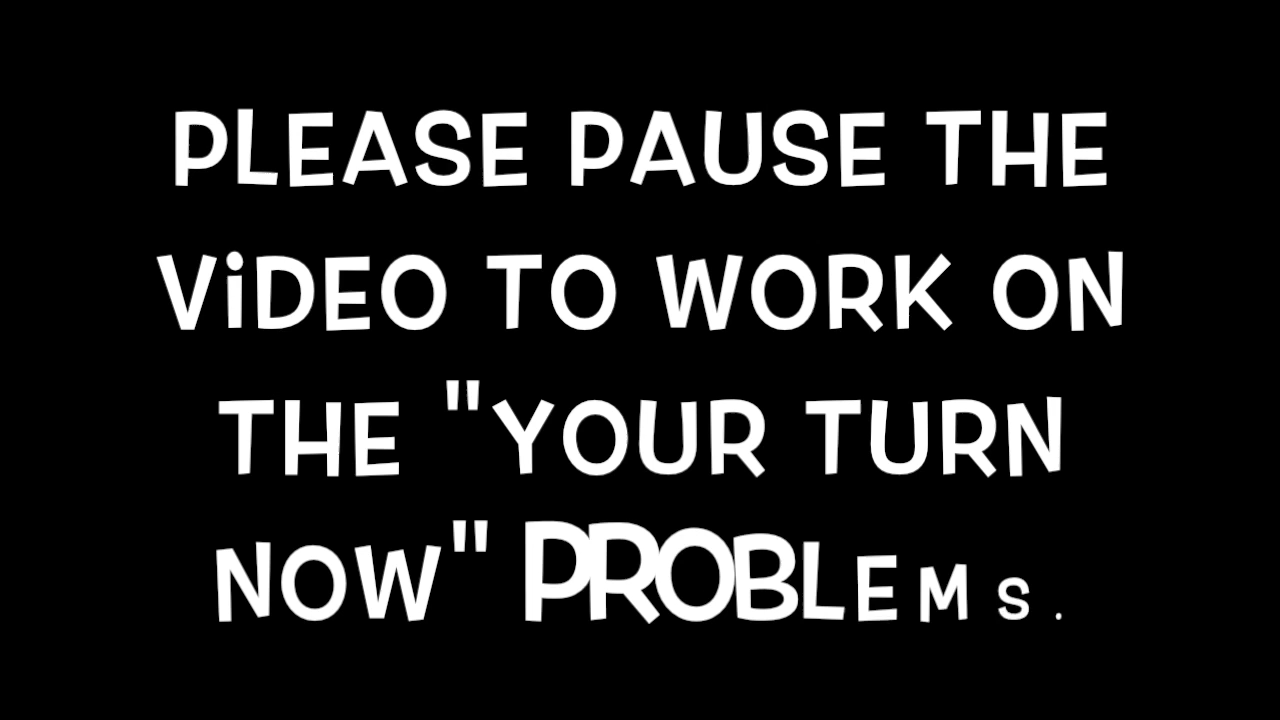 PLEASE PAUSE THE
ViDEO TO WORK ON
THE "YOUR TURN
NOW" PROBLEMS.